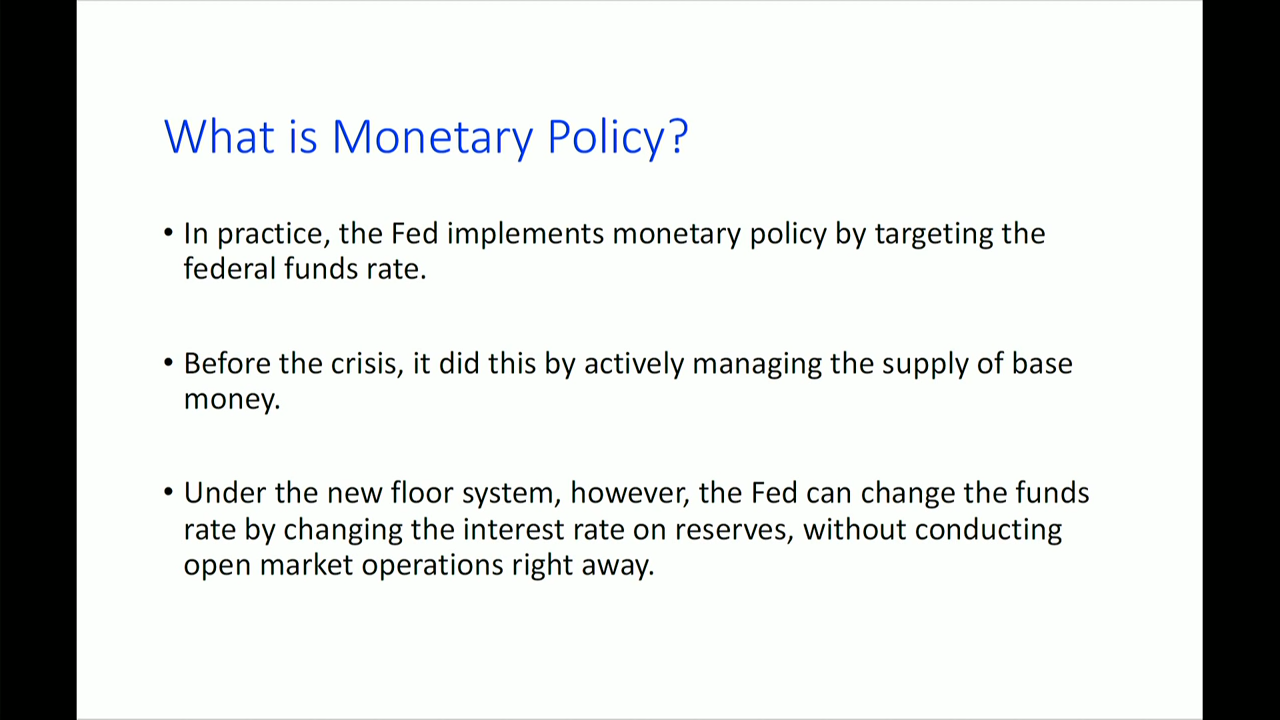 What is Monetary Policy?
• In practice, the Fed implements monetary policy by targeting the
federal funds rate.
• Before the crisis, it did this by actively managing the supply of base
money.
• Under the new floor system, however, the Fed can change the funds
rate by changing the interest rate on reserves, without conducting
open market operations right away.